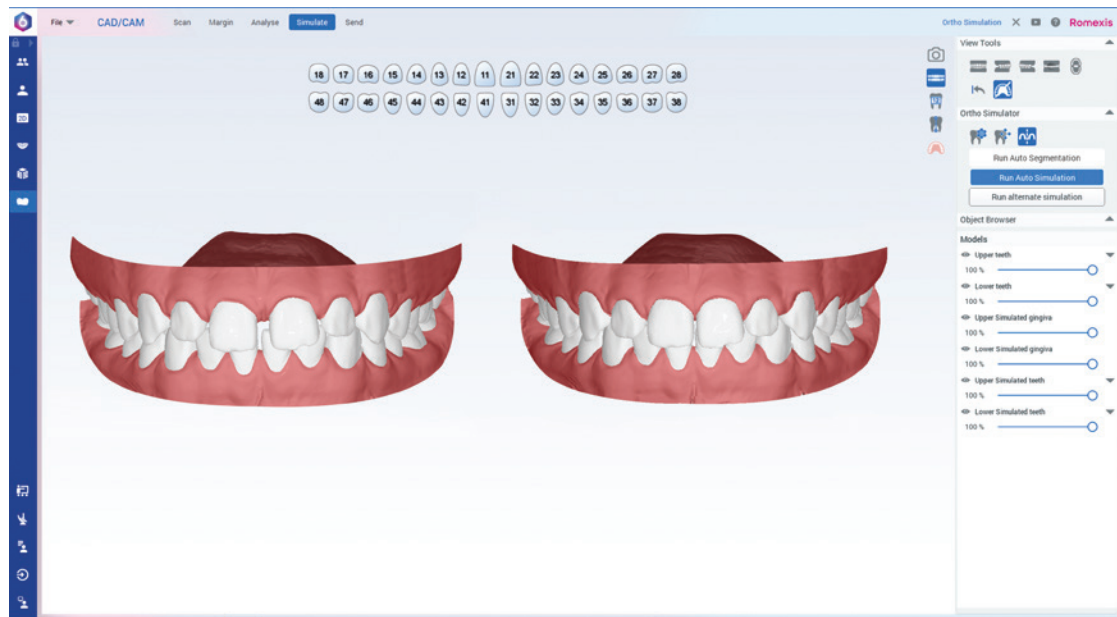 File CAD/CAM Scan Margin Analyse Simulate Send Ortho Simulation Romexis
2D
18 17 16 15 14 13 12 11 21 22 23 24 25 26 27 28
48 47 46 45 44 43 42 41 31 32 33 34 35 36 37 38
View Tools
Ortho Simulator
Run Auto Segmentation
Run Auto Simulation
Run alternate simulation
Object Browser
Models
Upper teeth
100 %
Lower teeth
100 %
Upper Simulated gingiva
100 %
Lower Simulated gingiva
100 %
Upper Simulated teeth
100 %
Lower Simulated teeth
100 %